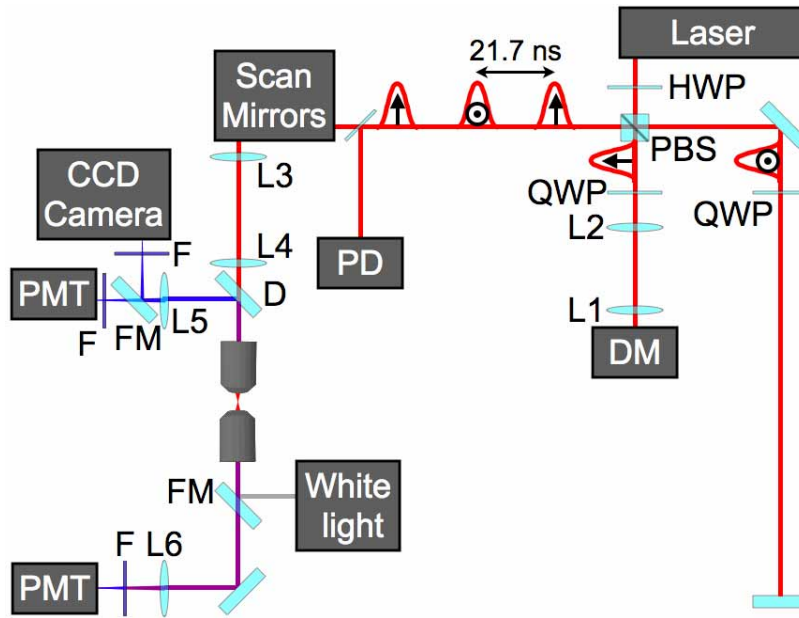 Laser
21.7 ns
Scan
Mirrors
HWP
PBS
L3
CCD
Camera
QWP
QWP
L2
F
L4
PD
D
PMT
L5
L1
FM
F
DM
FM
White
light
F
L6
PMT